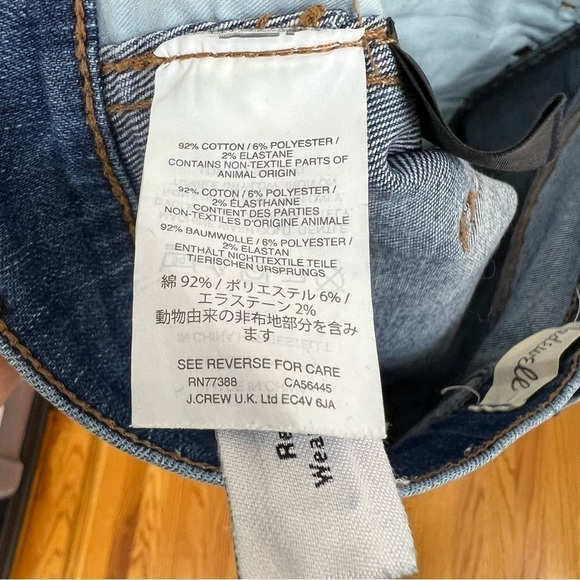 92% COTTON / 6% POLYESTER /
2% ELASTANE
CONTAINS NON-TEXTILE PARTS OF
ANIMAL ORIGIN
92% COTON / 6% POLYESTER /
2% ÉLASTHANNE
CONTIENT DES PARTIES
NON-TEXTILES D'ORIGINE ANIMALE
92% BAUMWOLLE / 6% POLYESTER /
2% ELASTAN
ENTHÄLT NICHTTEXTILE TEILE
TIERISCHEN URSPRUNGS
綿 92% / ポリエステル 6% /
エラステーン 2%
動物由来の非布地部分を含み
ます
SEE REVERSE FOR CARE
RN77388 CA56445
J.CREW U.K. Ltd EC4V 6JA